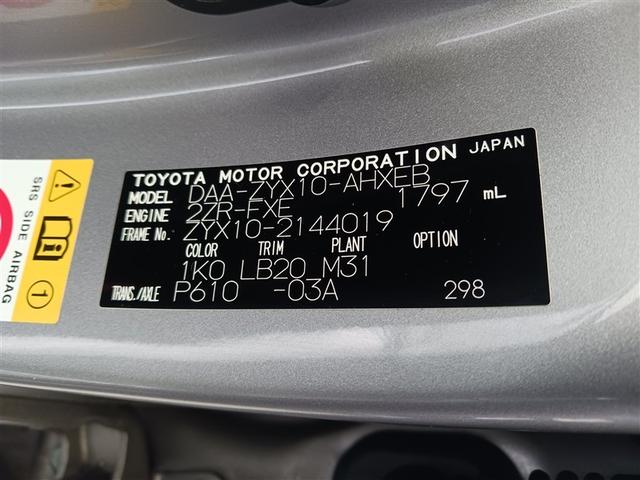 TOYOTA MOTOR CORPORATION JAPAN
MODEL DAA-ZYX10-AHXEB
ENGINE 2ZR-FXE 1797 mL
FRAME No. ZYX10-2144019
COLOR TRIM PLANT OPTION
1K0 LB20 M31
TRANS./AXLE P610 -03A 298
SRS SIDE AIRBAG
1